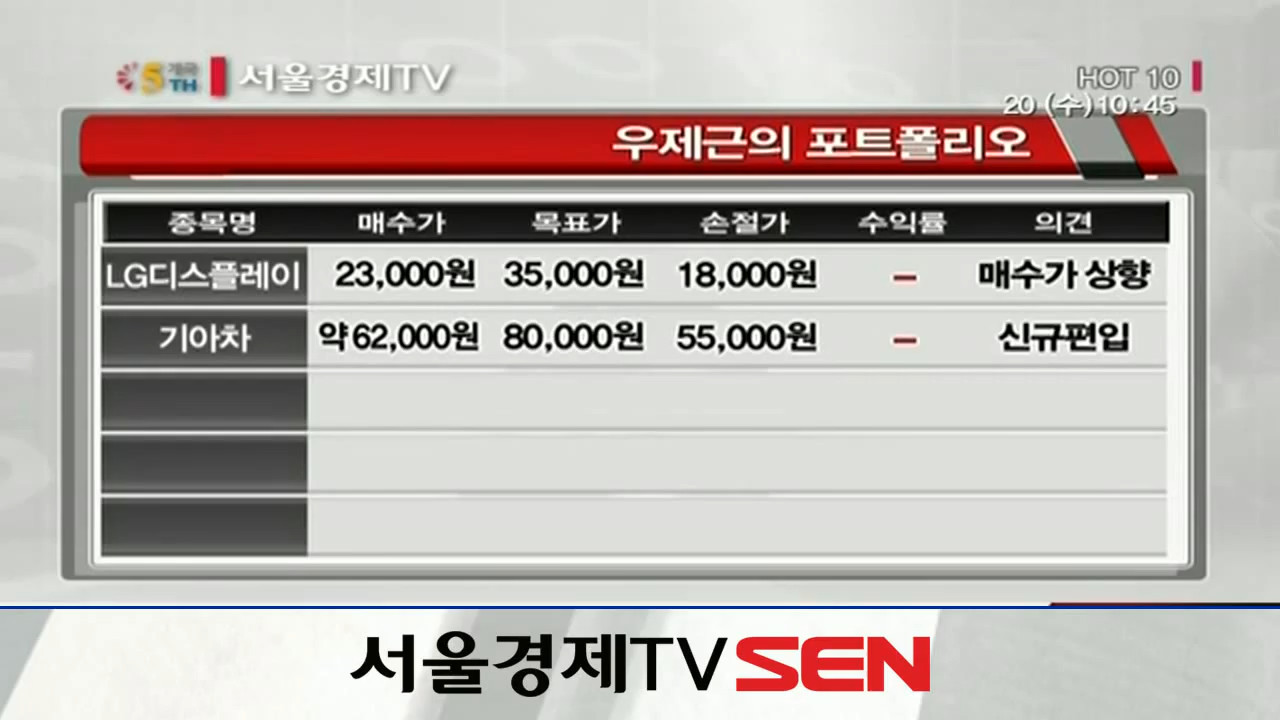 5 개국 TH 서울경제TV
HOT 10
20 (수) 10:45
우제근의 포트폴리오
종목명 매수가 목표가 손절가 수익률 의견
LG디스플레이 23,000원 35,000원 18,000원 - 매수가 상향
기아차 약 62,000원 80,000원 55,000원 - 신규편입
서울경제TV SEN